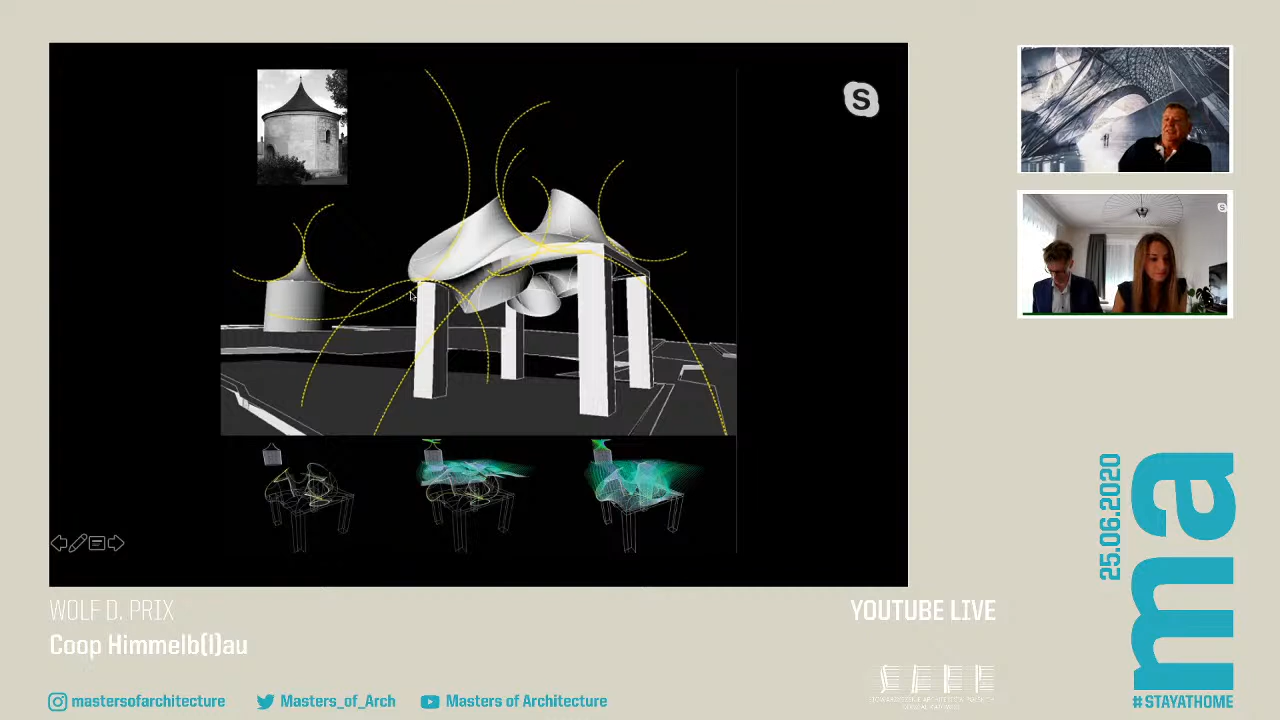 S
S
25.06.2020
ma
WOLF D. PRIX
Coop Himmelb(l)au
YOUTUBE LIVE
mastersofarchitecture
Masters_of_Arch
Masters of Architecture
#STAYATHOME